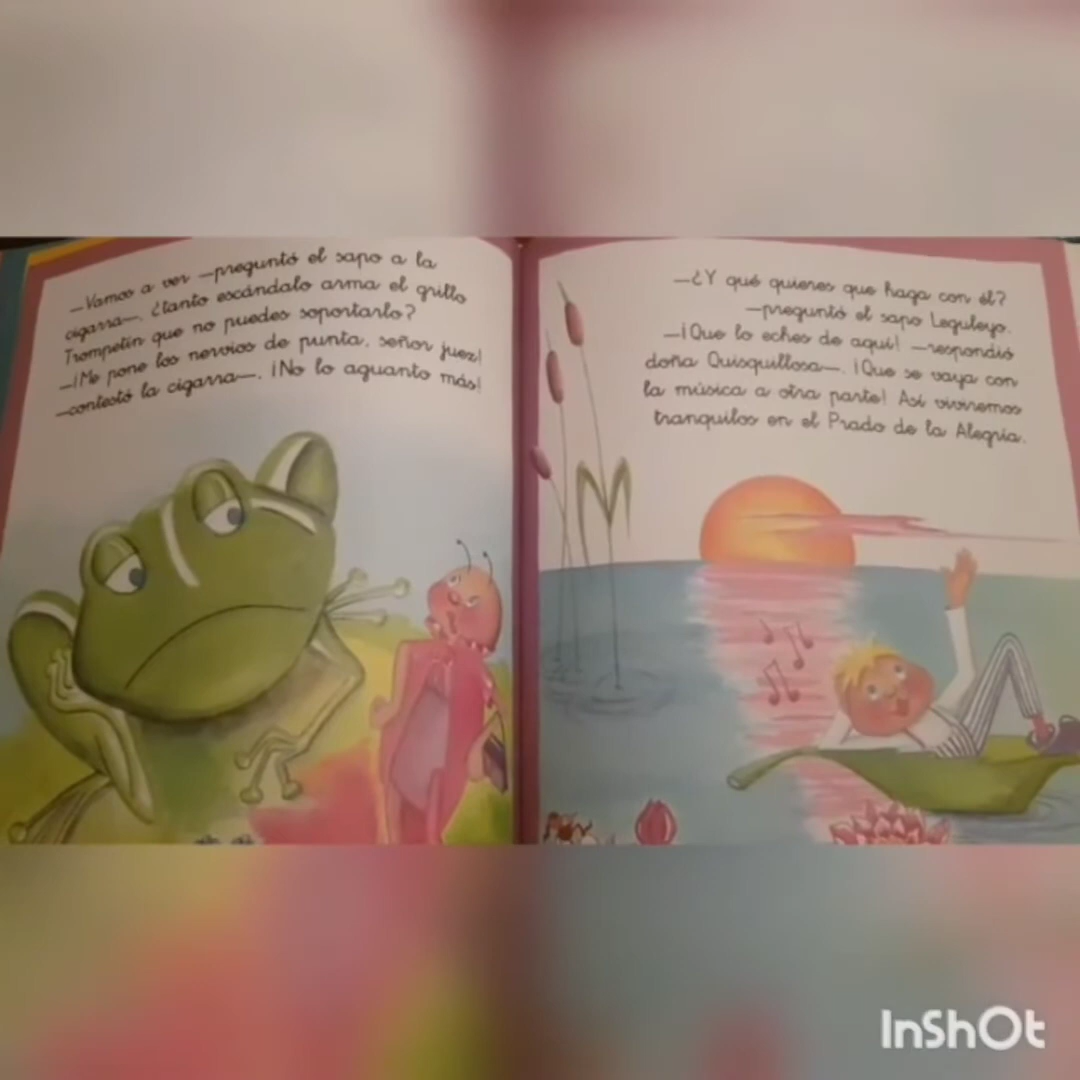 —Vamos a ver —preguntó el sapo a la
cigarra—. ¿tanto escándalo arma el grillo
Trompetín que no puedes soportarlo?
—¡Me pone los nervios de punta, señor juez!
—contestó la cigarra—. ¡No lo aguanto más!
—¿Y qué quieres que haga con él?
—preguntó el sapo Leguleyo.
—¡Que lo eches de aquí! —respondió
doña Quisquillosa—. ¡Que se vaya con
la música a otra parte! Así viviremos
tranquilos en el Prado de la Alegría.
InShOt